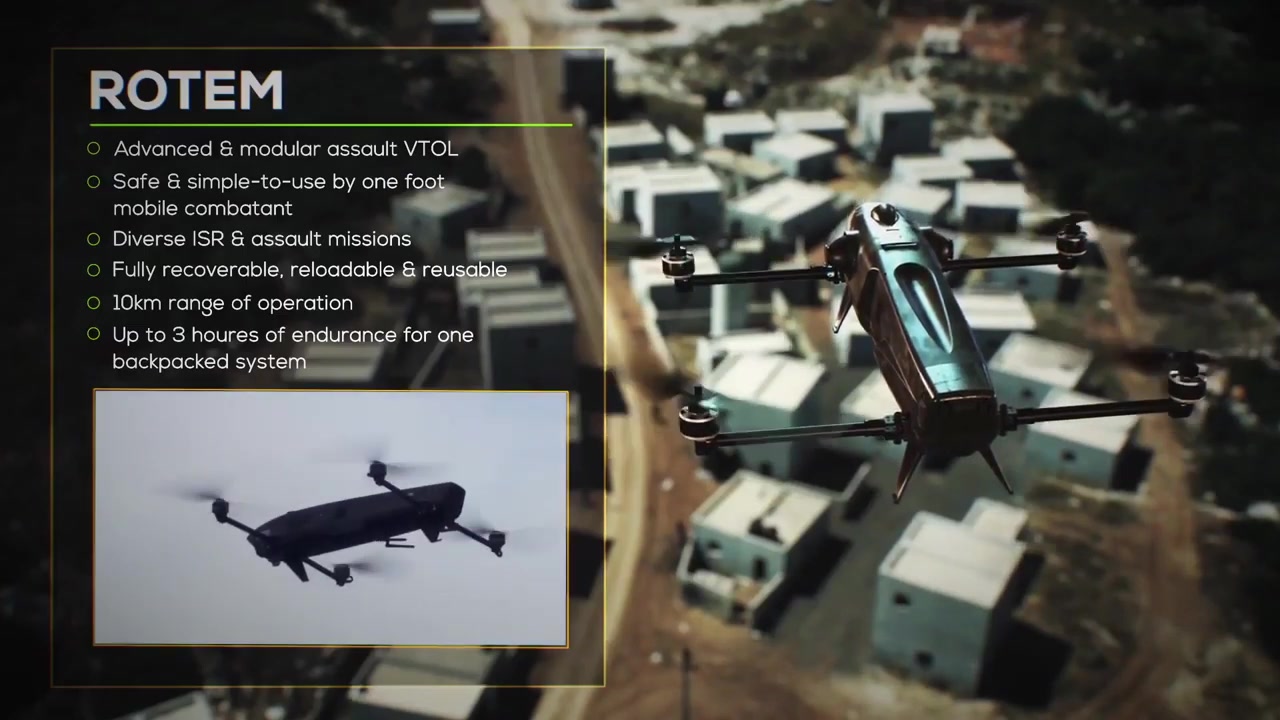 ROTEM
Advanced & modular assault VTOL
Safe & simple-to-use by one foot
mobile combatant
Diverse ISR & assault missions
Fully recoverable, reloadable & reusable
10km range of operation
Up to 3 houres of endurance for one
backpacked system